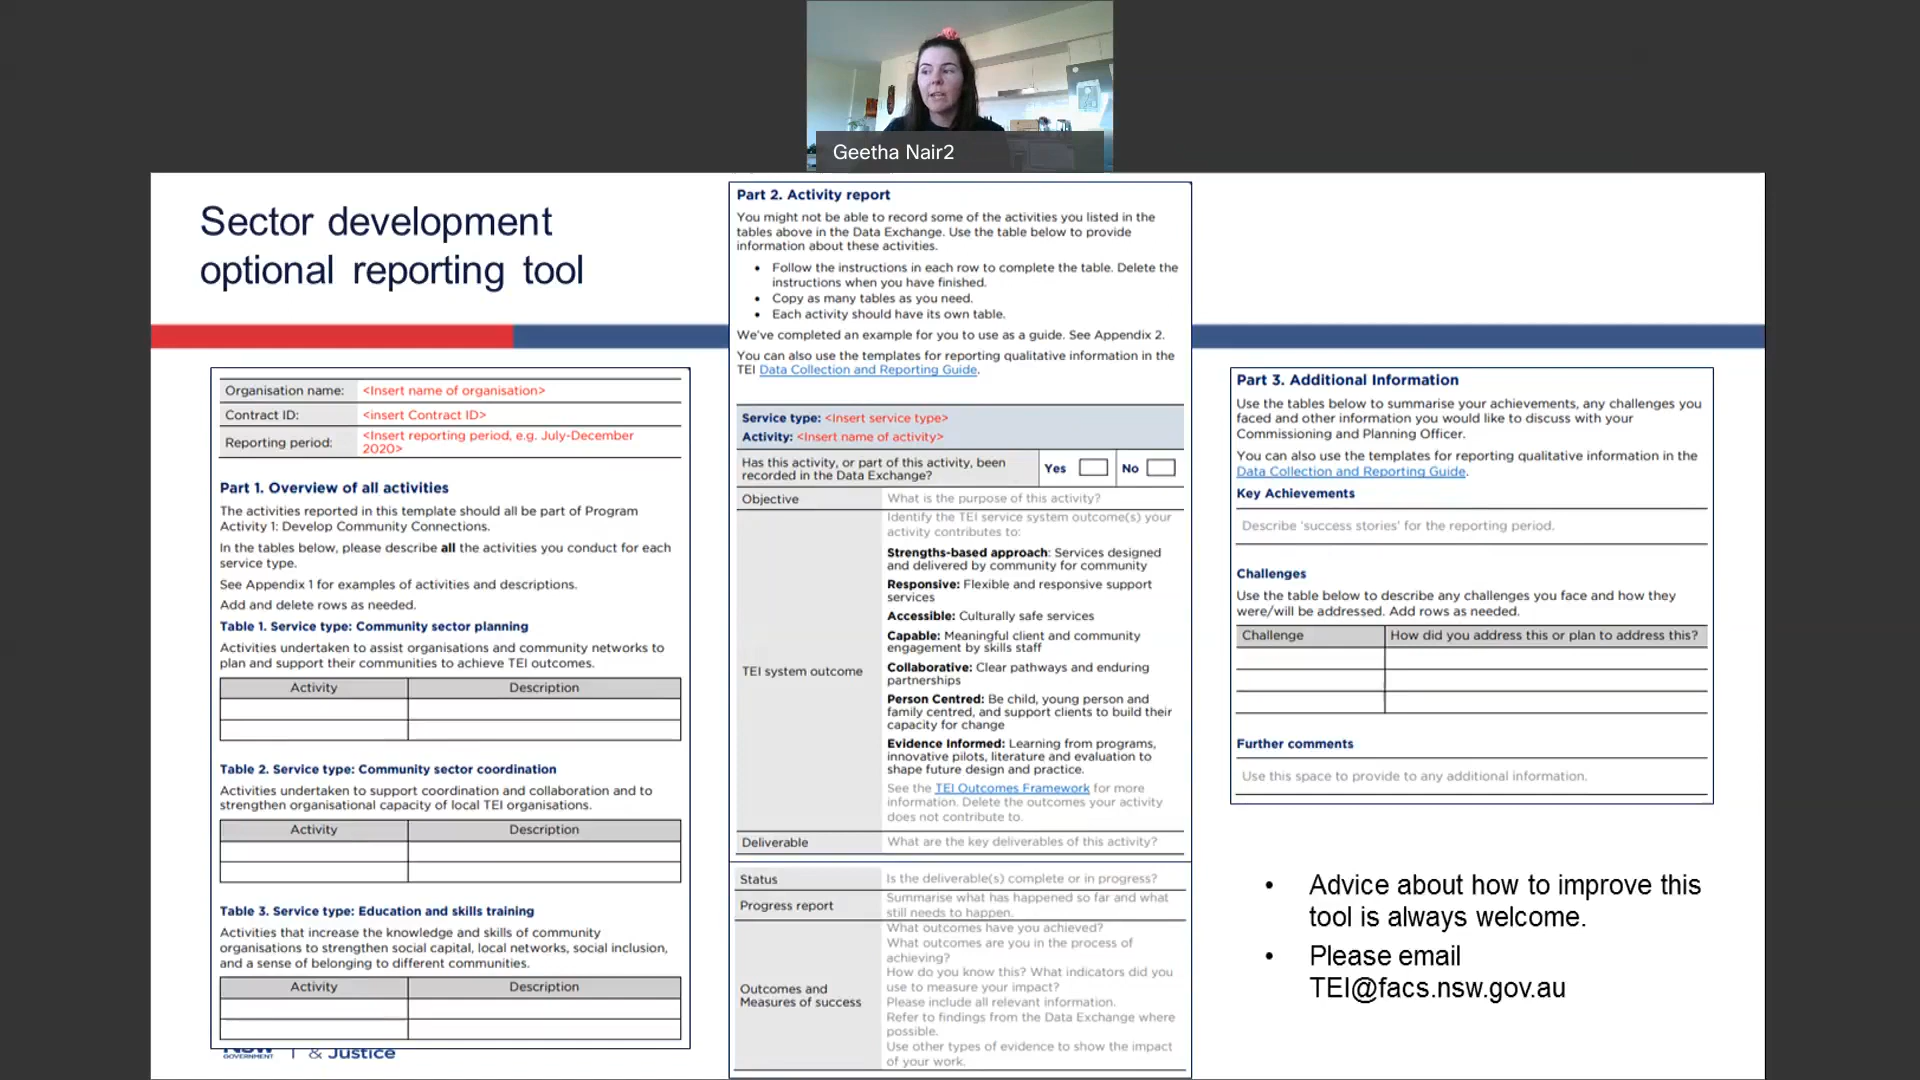 Geetha Nair2
Sector development
optional reporting tool
Organisation name: <Insert name of organisation>
Contract ID: <insert Contract ID>
Reporting period: <Insert reporting period, e.g. July-December
2020>
Part 1. Overview of all activities
The activities reported in this template should all be part of Program
Activity 1: Develop Community Connections.
In the tables below, please describe all the activities you conduct for each
service type.
See Appendix 1 for examples of activities and descriptions.
Add and delete rows as needed.
Table 1. Service type: Community sector planning
Activities undertaken to assist organisations and community networks to
plan and support their communities to achieve TEI outcomes.
Activity Description
Table 2. Service type: Community sector coordination
Activities undertaken to support coordination and collaboration and to
strengthen organisational capacity of local TEI organisations.
Activity Description
Table 3. Service type: Education and skills training
Activities that increase the knowledge and skills of community
organisations to strengthen social capital, local networks, social inclusion,
and a sense of belonging to different communities.
Activity Description
NSW
GOVERNMENT & Justice
Part 2. Activity report
You might not be able to record some of the activities you listed in the
tables above in the Data Exchange. Use the table below to provide
information about these activities.
• Follow the instructions in each row to complete the table. Delete the
instructions when you have finished.
• Copy as many tables as you need.
• Each activity should have its own table.
We've completed an example for you to use as a guide. See Appendix 2.
You can also use the templates for reporting qualitative information in the
TEI Data Collection and Reporting Guide.
Service type: <Insert service type>
Activity: <Insert name of activity>
Has this activity, or part of this activity, been
recorded in the Data Exchange? Yes No
Objective What is the purpose of this activity?
TEI system outcome
Identify the TEI service system outcome(s) your
activity contributes to:
Strengths-based approach: Services designed
and delivered by community for community
Responsive: Flexible and responsive support
services
Accessible: Culturally safe services
Capable: Meaningful client and community
engagement by skills staff
Collaborative: Clear pathways and enduring
partnerships
Person Centred: Be child, young person and
family centred, and support clients to build their
capacity for change
Evidence Informed: Learning from programs,
innovative pilots, literature and evaluation to
shape future design and practice.
See the TEI Outcomes Framework for more
information. Delete the outcomes your activity
does not contribute to.
Deliverable What are the key deliverables of this activity?
Status Is the deliverable(s) complete or in progress?
Progress report Summarise what has happened so far and what
still needs to happen.
Outcomes and
Measures of success
What outcomes have you achieved?
What outcomes are you in the process of
achieving?
How do you know this? What indicators did you
use to measure your impact?
Please include all relevant information.
Refer to findings from the Data Exchange where
possible.
Use other types of evidence to show the impact
of your work.
Part 3. Additional Information
Use the tables below to summarise your achievements, any challenges you
faced and other information you would like to discuss with your
Commissioning and Planning Officer.
You can also use the templates for reporting qualitative information in the
Data Collection and Reporting Guide.
Key Achievements
Describe 'success stories' for the reporting period.
Challenges
Use the table below to describe any challenges you face and how they
were/will be addressed. Add rows as needed.
Challenge How did you address this or plan to address this?
Further comments
Use this space to provide to any additional information.
• Advice about how to improve this
tool is always welcome.
• Please email
TEI@facs.nsw.gov.au